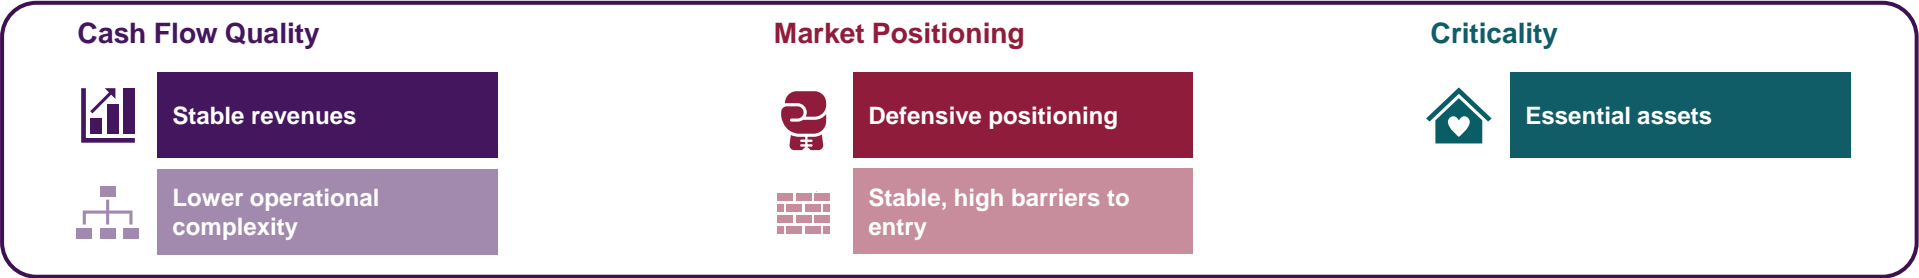 Cash Flow Quality
Stable revenues
Lower operational
complexity
Market Positioning
Defensive positioning
Stable, high barriers to
entry
Criticality
Essential assets